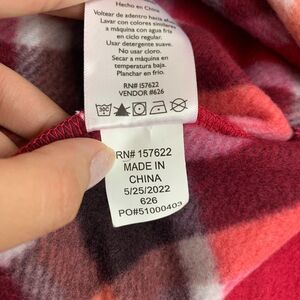 Hecho en China
Voltear de adentro hacia afuera
Lavar con colores similares
a máquina con agua fría
en ciclo regular.
Usar detergente suave.
No usar cloro.
Secar a máquina en
temperatura baja.
Planchar en frío.
RN# 157622
VENDOR #626
RN# 157622
MADE IN
CHINA
5/25/2022
626
PO#51000403